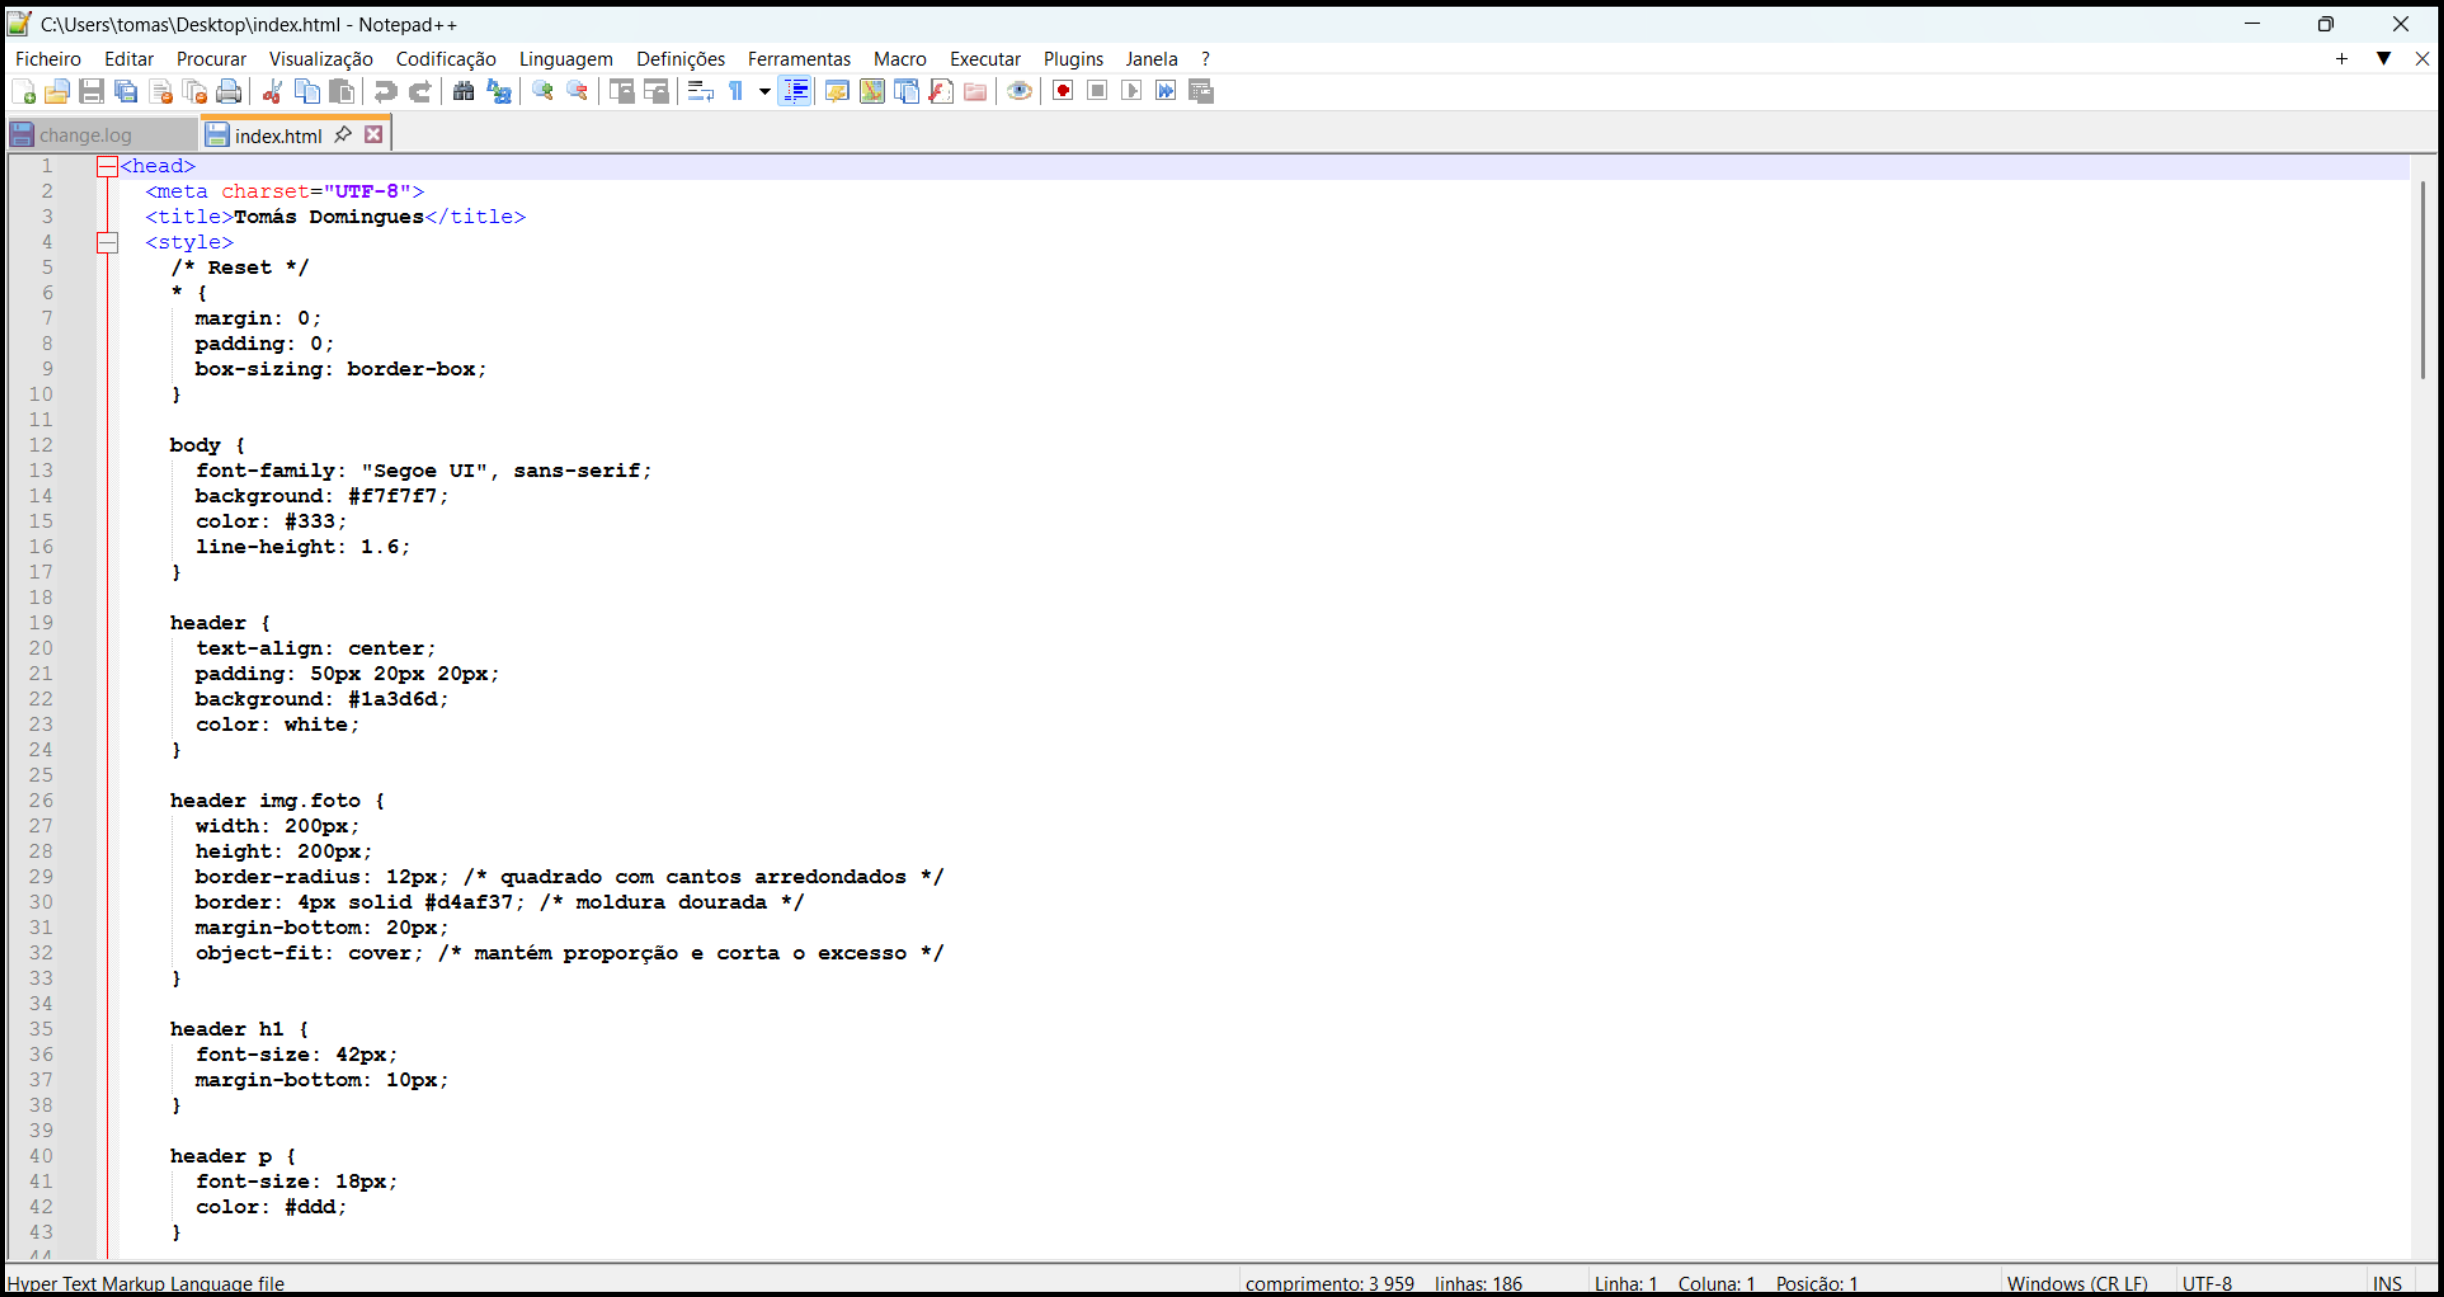 C:\Users\tomas\Desktop\index.html - Notepad++
Ficheiro Editar Procurar Visualização Codificação Linguagem Definições Ferramentas Macro Executar Plugins Janela ?
change.log index.html
1 <head>
2 <meta charset="UTF-8">
3 <title>Tomás Domingues</title>
4 <style>
5 /* Reset */
6 * {
7 margin: 0;
8 padding: 0;
9 box-sizing: border-box;
10 }
11
12 body {
13 font-family: "Segoe UI", sans-serif;
14 background: #f7f7f7;
15 color: #333;
16 line-height: 1.6;
17 }
18
19 header {
20 text-align: center;
21 padding: 50px 20px 20px;
22 background: #1a3d6d;
23 color: white;
24 }
25
26 header img.foto {
27 width: 200px;
28 height: 200px;
29 border-radius: 12px; /* quadrado com cantos arredondados */
30 border: 4px solid #d4af37; /* moldura dourada */
31 margin-bottom: 20px;
32 object-fit: cover; /* mantém proporção e corta o excesso */
33 }
34
35 header h1 {
36 font-size: 42px;
37 margin-bottom: 10px;
38 }
39
40 header p {
41 font-size: 18px;
42 color: #ddd;
43 }
44
Hyper Text Markup Language file comprimento: 3 959 linhas: 186 Linha: 1 Coluna: 1 Posição: 1 Windows (CR LF) UTF-8 INS